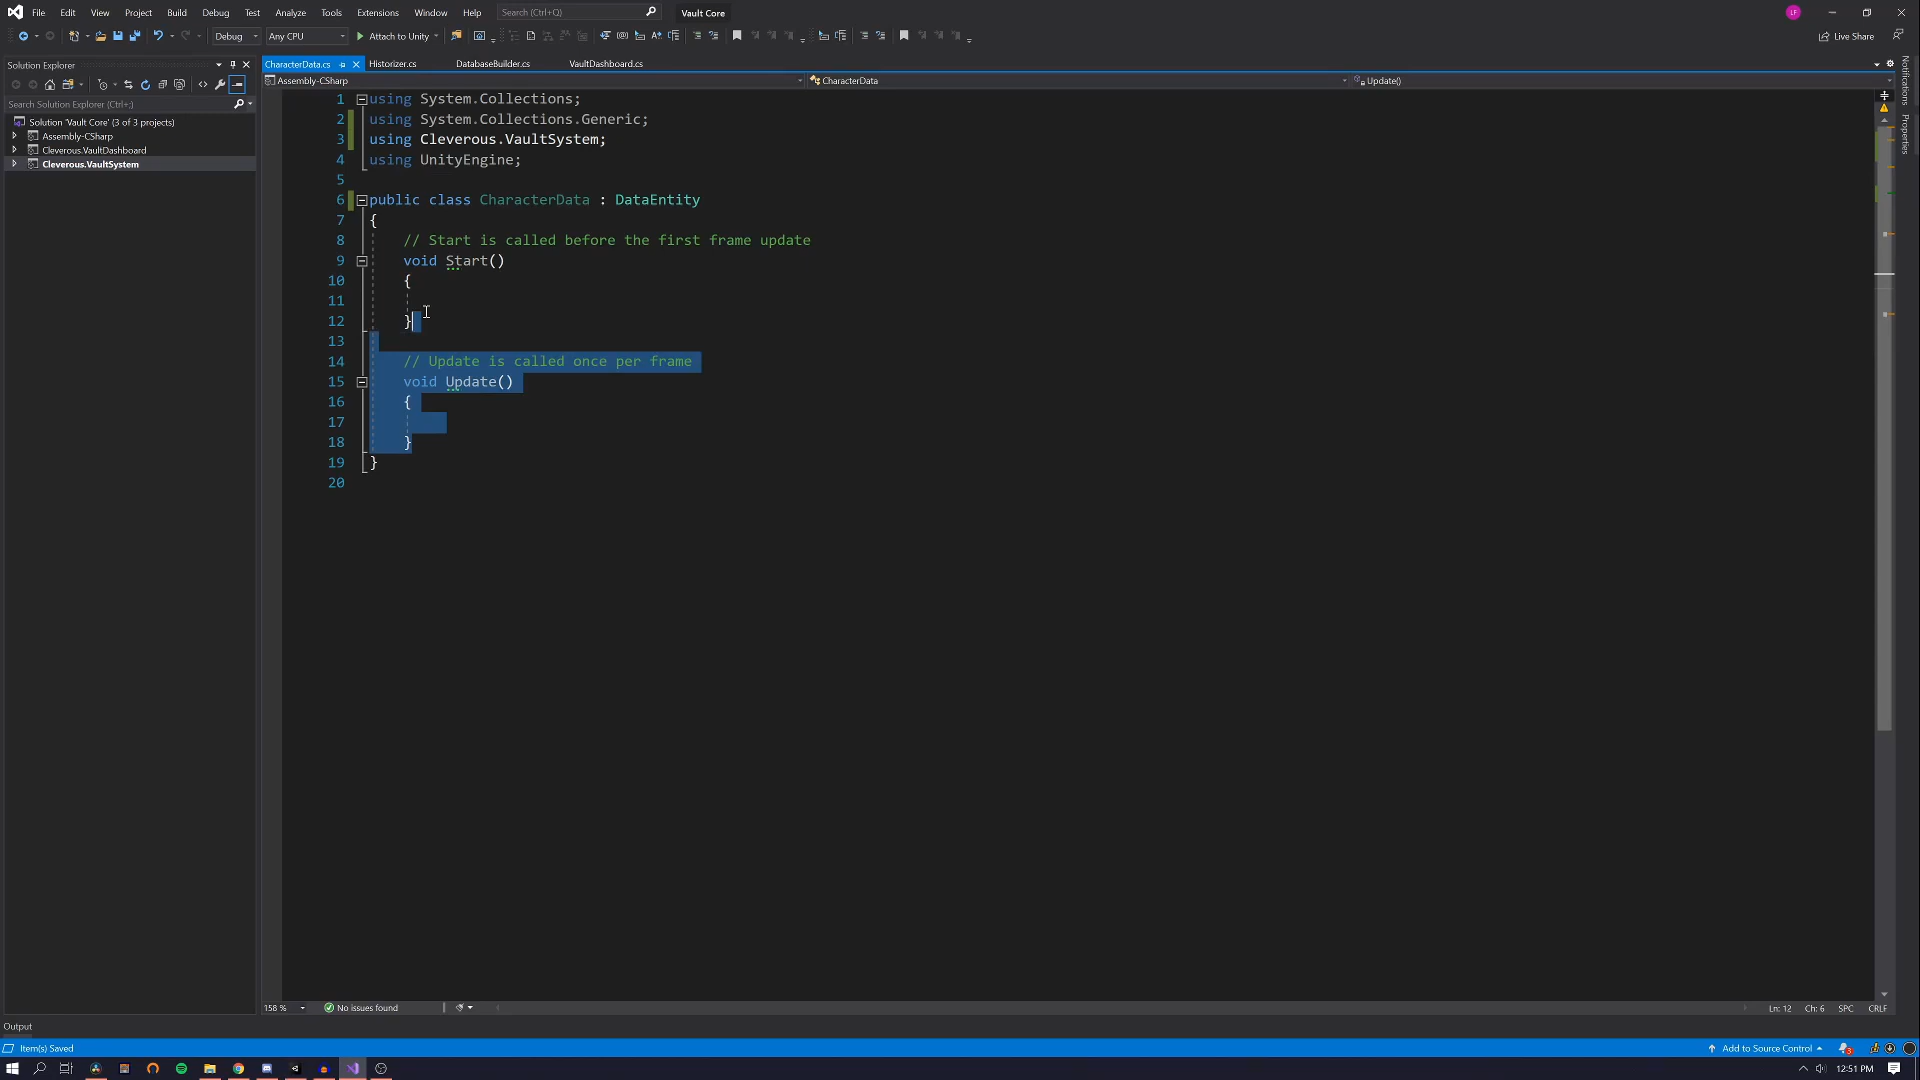 File Edit View Project Build Debug Test Analyze Tools Extensions Window Help Search (Ctrl+Q) Vault Core LF
Debug Any CPU Attach to Unity Live Share
Solution Explorer
Search Solution Explorer (Ctrl+;)
Solution 'Vault Core' (3 of 3 projects)
Assembly-CSharp
Cleverous.VaultDashboard
Cleverous.VaultSystem
CharacterData.cs Historizer.cs DatabaseBuilder.cs VaultDashboard.cs
Assembly-CSharp CharacterData Update()
1 using System.Collections;
2 using System.Collections.Generic;
3 using Cleverous.VaultSystem;
4 using UnityEngine;
5
6 public class CharacterData : DataEntity
7 {
8 // Start is called before the first frame update
9 void Start()
10 {
11
12 }
13
14 // Update is called once per frame
15 void Update()
16 {
17
18 }
19 }
20
Notifications
Properties
158 % No issues found Ln: 12 Ch: 6 SPC CRLF
Output
Item(s) Saved Add to Source Control 3
12:51 PM